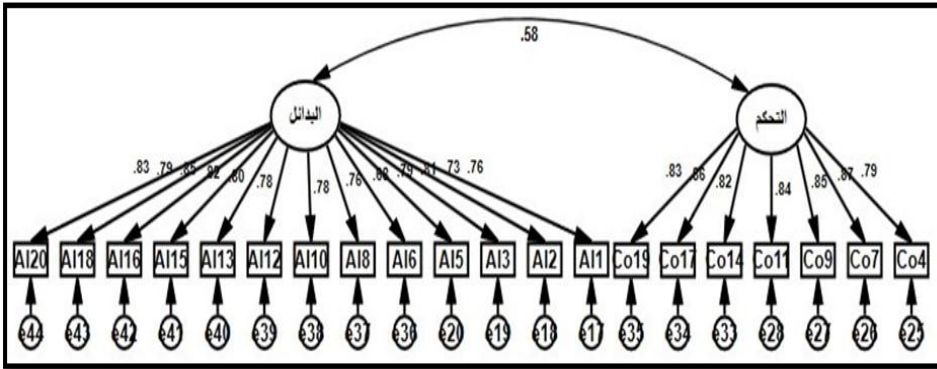 .58
البدائل
التحكم
.83 .79 .85 .82 .80 .78 .78 .76 .79 .81 .73 .76
.83 .86 .82 .84 .85 .87 .79
Al20 Al18 Al16 Al15 Al13 Al12 Al10 Al8 Al6 Al5 Al3 Al2 Al1 Co19 Co17 Co14 Co11 Co9 Co7 Co4
e44 e43 e42 e41 e40 e39 e38 e37 e36 e20 e19 e18 e17 e35 e34 e33 e28 e27 e26 e25